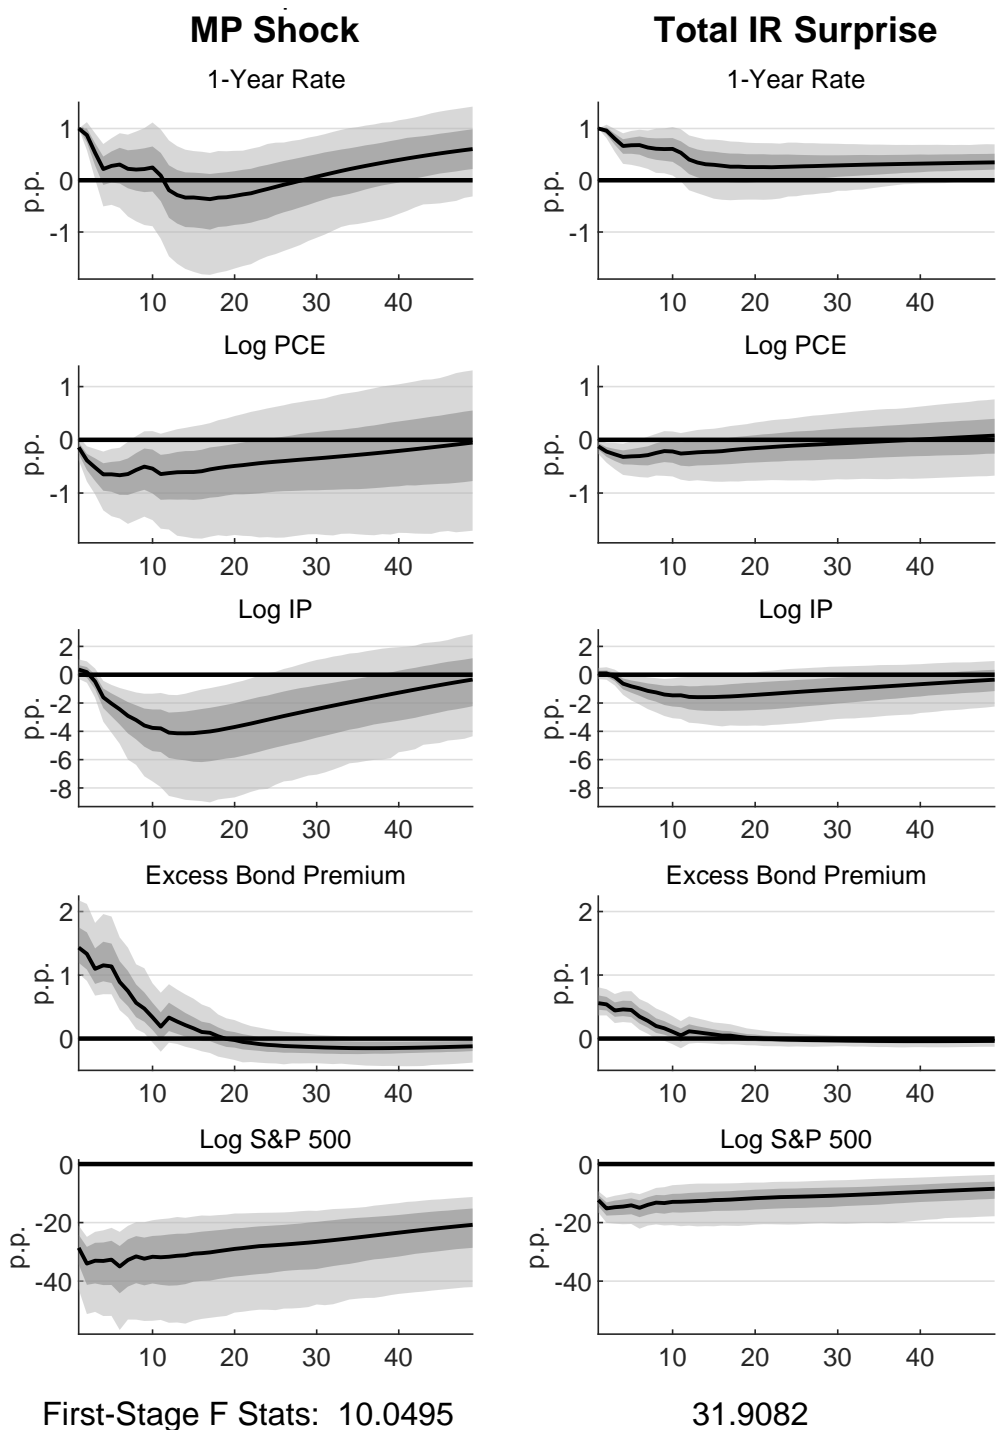 MP Shock Total IR Surprise
1-Year Rate 1-Year Rate
p.p. 1 0 -1 p.p. 1 0 -1
10 20 30 40 10 20 30 40
Log PCE Log PCE
p.p. 1 0 -1 p.p. 1 0 -1
10 20 30 40 10 20 30 40
Log IP Log IP
p.p. 2 0 -2 -4 -6 -8 p.p. 2 0 -2 -4 -6 -8
10 20 30 40 10 20 30 40
Excess Bond Premium Excess Bond Premium
p.p. 2 1 0 p.p. 2 1 0
10 20 30 40 10 20 30 40
Log S&P 500 Log S&P 500
p.p. 0 -20 -40 p.p. 0 -20 -40
10 20 30 40 10 20 30 40
First-Stage F Stats: 10.0495 31.9082